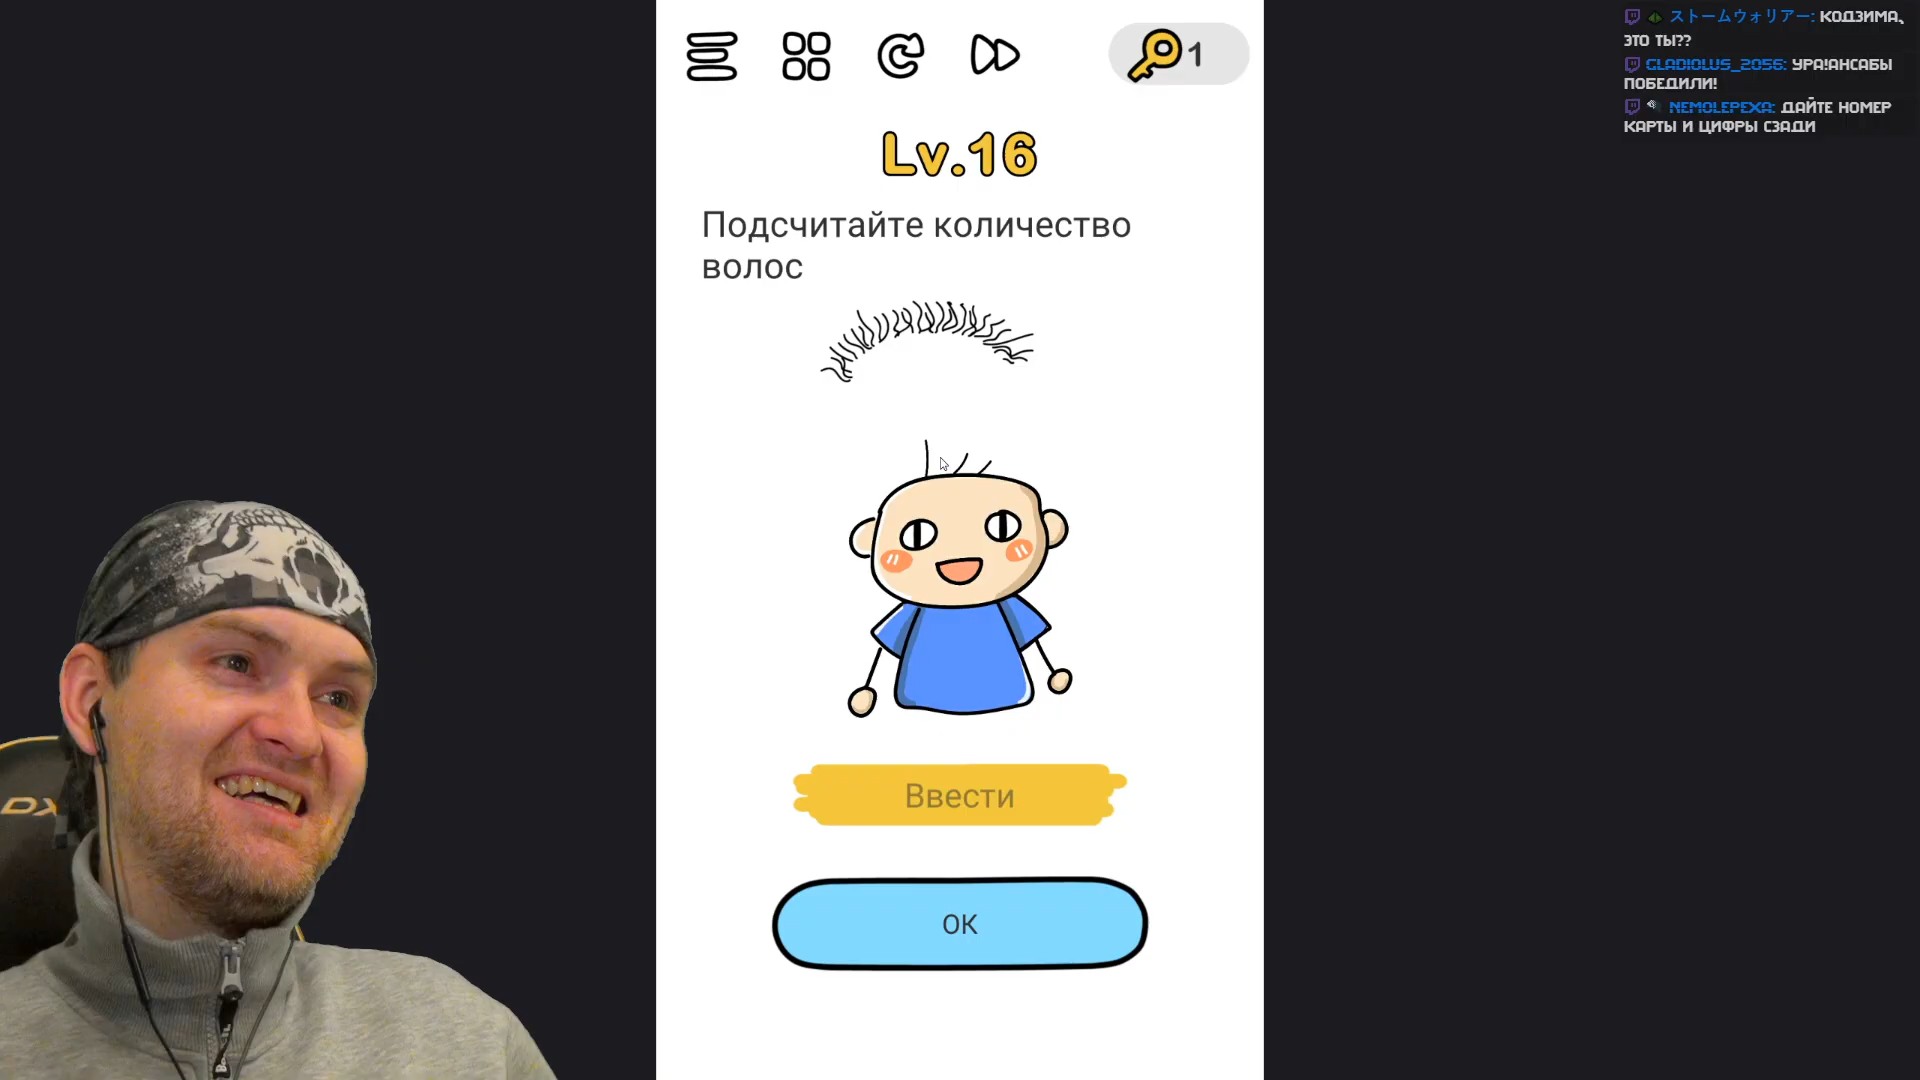 1
Lv.16
Подсчитайте количество
волос
Ввести
OK
ストームウォリアー: КОДЗИМА,
ЭТО ТЫ??
GLADIOLUS_2056: УРА!АНСАБЫ
ПОБЕДИЛИ!
NEMOLEPEXA: ДАЙТЕ НОМЕР
КАРТЫ И ЦИФРЫ СЗАДИ